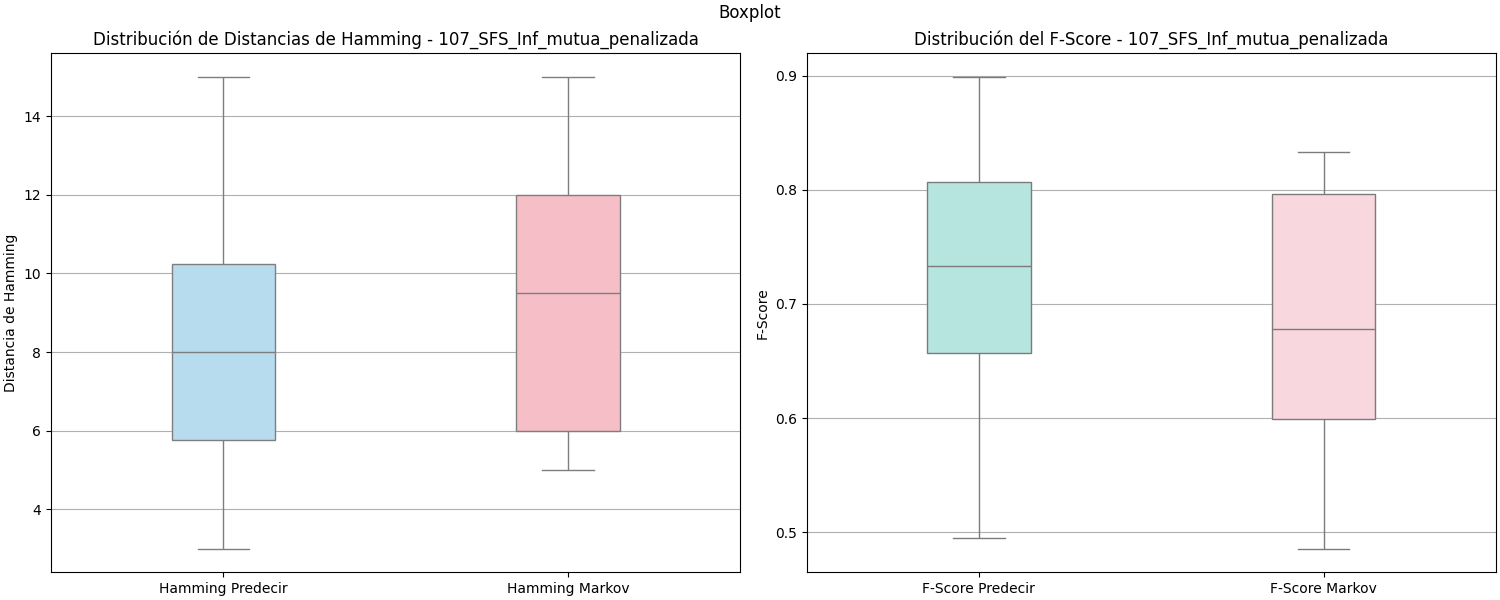 Boxplot
Distribución de Distancias de Hamming - 107_SFS_Inf_mutua_penalizada
Distancia de Hamming
14
12
10
8
6
4
Hamming Predecir
Hamming Markov
Distribución del F-Score - 107_SFS_Inf_mutua_penalizada
F-Score
0.9
0.8
0.7
0.6
0.5
F-Score Predecir
F-Score Markov